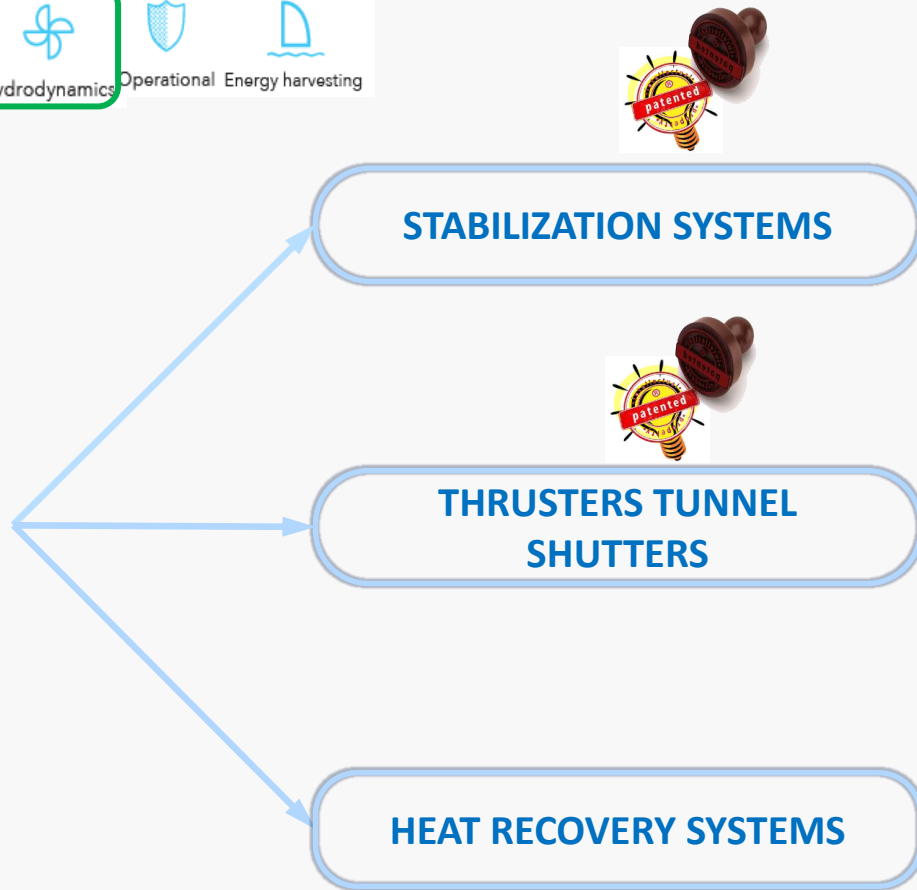 ydrodynamics Operational Energy harvesting
patented
STABILIZATION SYSTEMS
patented
THRUSTERS TUNNEL
SHUTTERS
HEAT RECOVERY SYSTEMS